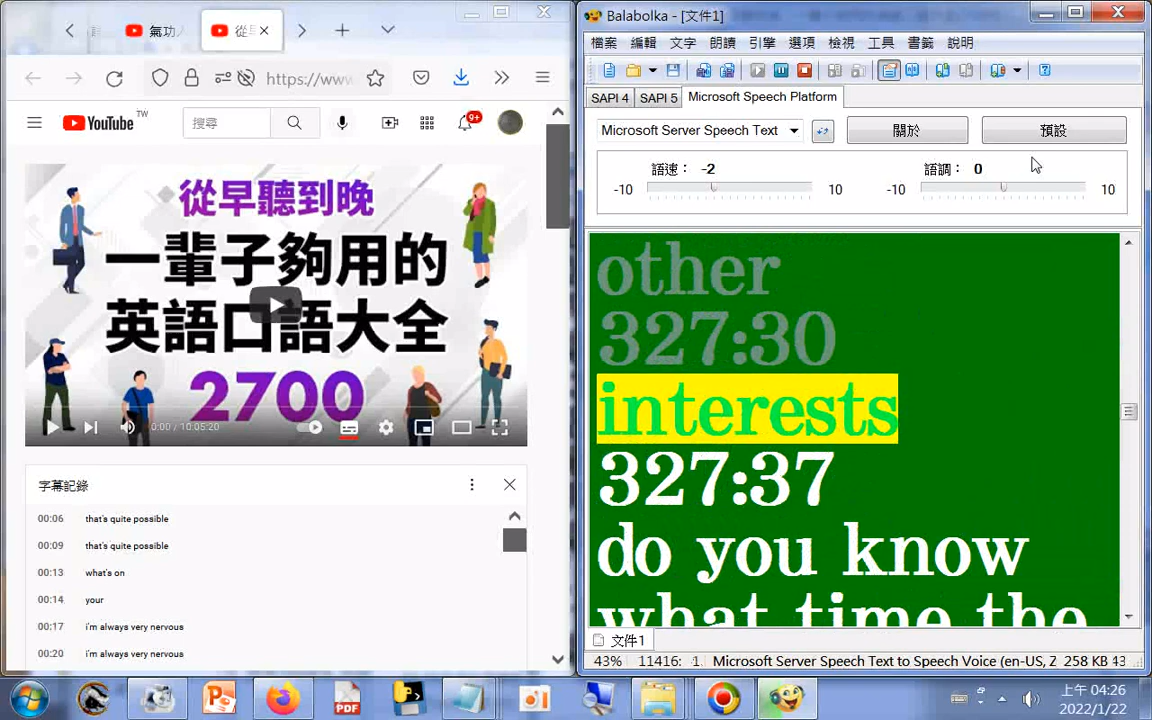 氣功
從
https://www
YouTube TW
搜尋
9+
從早聽到晚
一輩子夠用的
英語口語大全
2700
0:00 / 10:05:20
字幕記錄
00:06 that's quite possible
00:09 that's quite possible
00:13 what's on
00:14 your
00:17 i'm always very nervous
00:20 i'm always very nervous
Balabolka - [文件1]
檔案 編輯 文字 朗讀 引擎 選項 檢視 工具 書籤 說明
SAPI 4 SAPI 5 Microsoft Speech Platform
Microsoft Server Speech Text 關於 預設
語速： -2 語調： 0
-10 10 -10 10
other
327:30
interests
327:37
do you know
what time the
文件1
43% 11416: 1. Microsoft Server Speech Text to Speech Voice (en-US, Z 258 KB 43
PDF
上午 04:26
2022/1/22